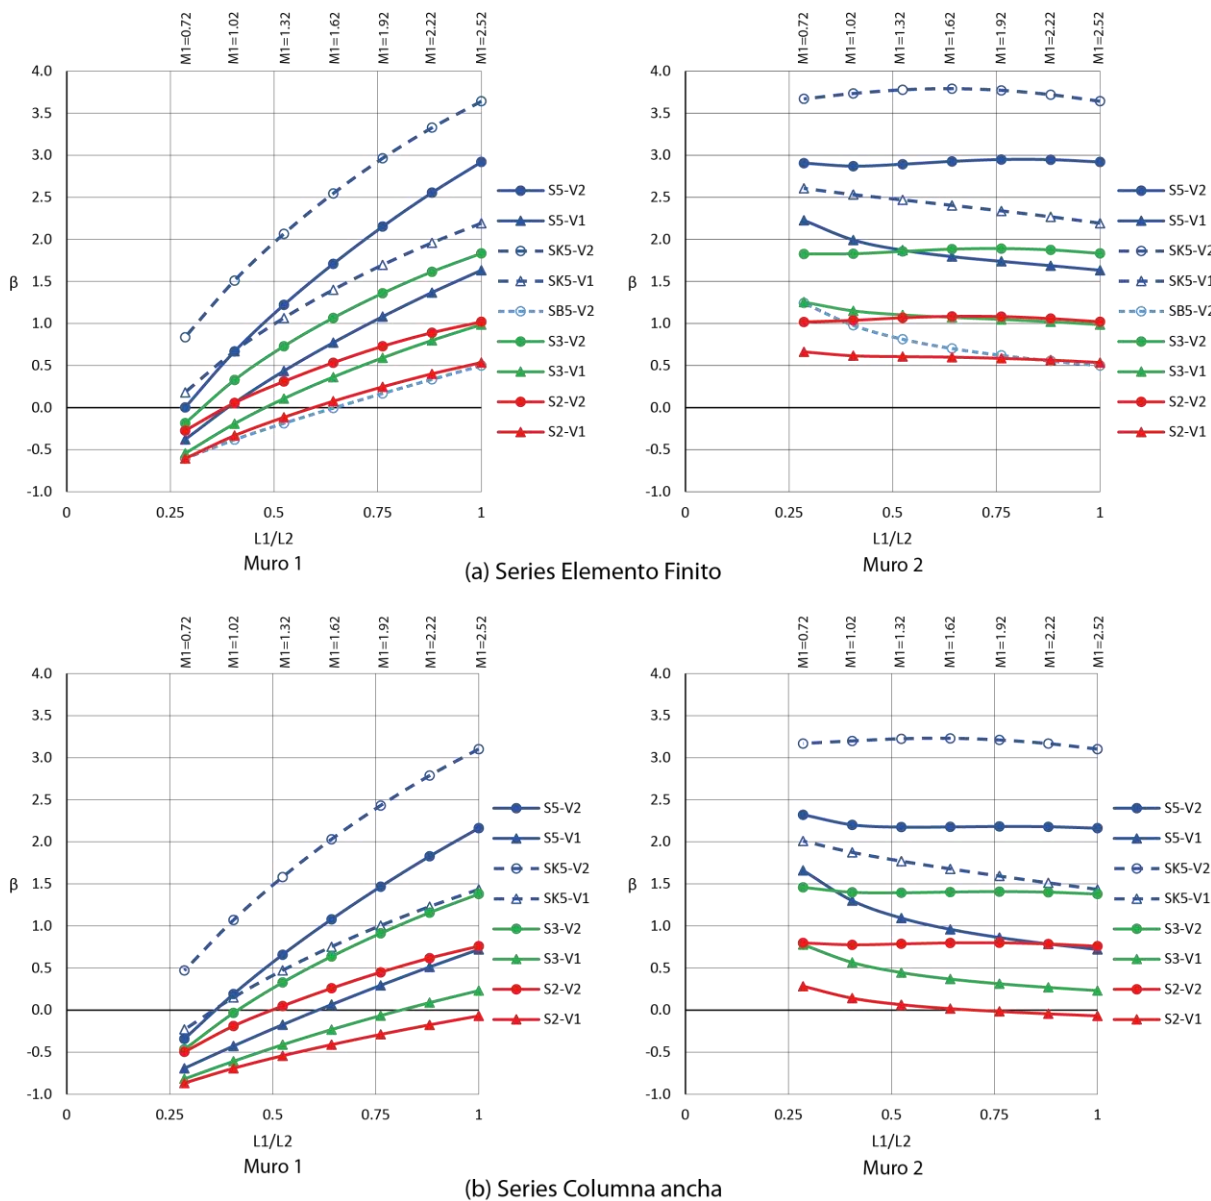 M1=0.72 M1=1.02 M1=1.32 M1=1.62 M1=1.92 M1=2.22 M1=2.52
4.0
3.5
3.0
2.5
2.0
1.5
1.0
0.5
0.0
-0.5
-1.0
β
0 0.25 0.5 0.75 1
L1/L2
Muro 1
S5-V2
S5-V1
SK5-V2
SK5-V1
SB5-V2
S3-V2
S3-V1
S2-V2
S2-V1
M1=0.72 M1=1.02 M1=1.32 M1=1.62 M1=1.92 M1=2.22 M1=2.52
4.0
3.5
3.0
2.5
2.0
1.5
1.0
0.5
0.0
-0.5
-1.0
β
0 0.25 0.5 0.75 1
L1/L2
Muro 2
S5-V2
S5-V1
SK5-V2
SK5-V1
SB5-V2
S3-V2
S3-V1
S2-V2
S2-V1
(a) Series Elemento Finito
M1=0.72 M1=1.02 M1=1.32 M1=1.62 M1=1.92 M1=2.22 M1=2.52
4.0
3.5
3.0
2.5
2.0
1.5
1.0
0.5
0.0
-0.5
-1.0
β
0 0.25 0.5 0.75 1
L1/L2
Muro 1
S5-V2
S5-V1
SK5-V2
SK5-V1
S3-V2
S3-V1
S2-V2
S2-V1
M1=0.72 M1=1.02 M1=1.32 M1=1.62 M1=1.92 M1=2.22 M1=2.52
4.0
3.5
3.0
2.5
2.0
1.5
1.0
0.5
0.0
-0.5
-1.0
β
0 0.25 0.5 0.75 1
L1/L2
Muro 2
S5-V2
S5-V1
SK5-V2
SK5-V1
S3-V2
S3-V1
S2-V2
S2-V1
(b) Series Columna ancha